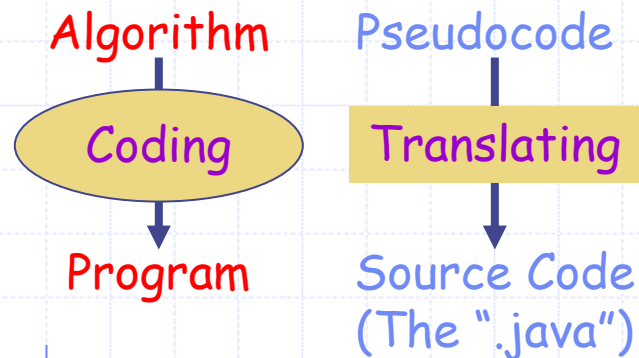 Algorithm
Coding
Program
Pseudocode
Translating
Source Code
(The ".java")